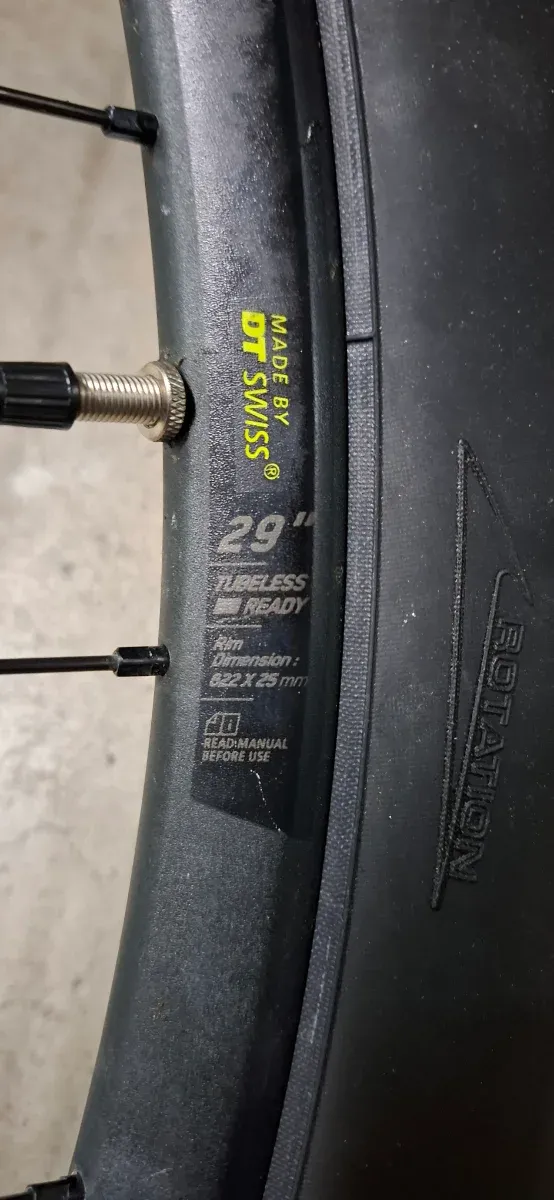 MADE BY
DT SWISS®
29"
TUBELESS
READY
Rim
Dimension :
622 X 25 mm
READ MANUAL
BEFORE USE
ROTATION